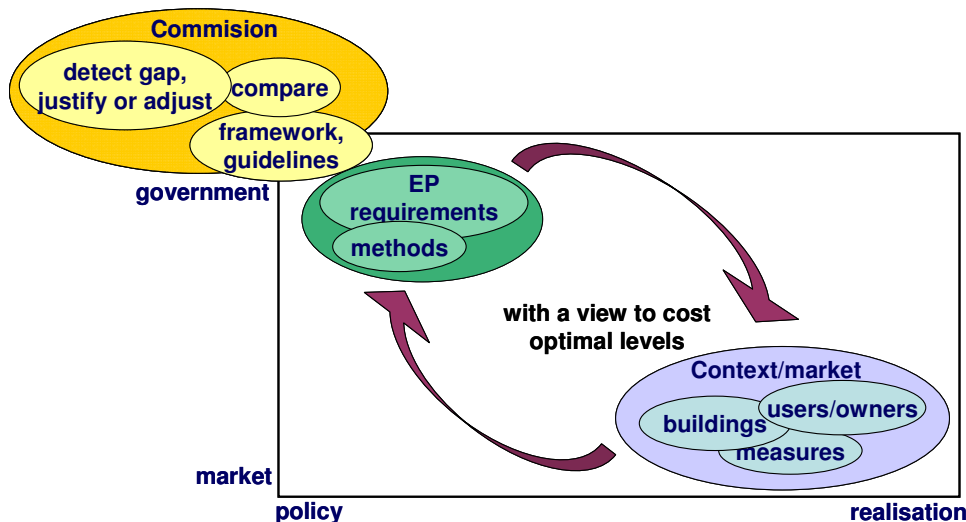 Commision
detect gap,
justify or adjust
compare
framework,
guidelines
government
EP
requirements
methods
with a view to cost
optimal levels
Context/market
users/owners
buildings
measures
market
policy
realisation